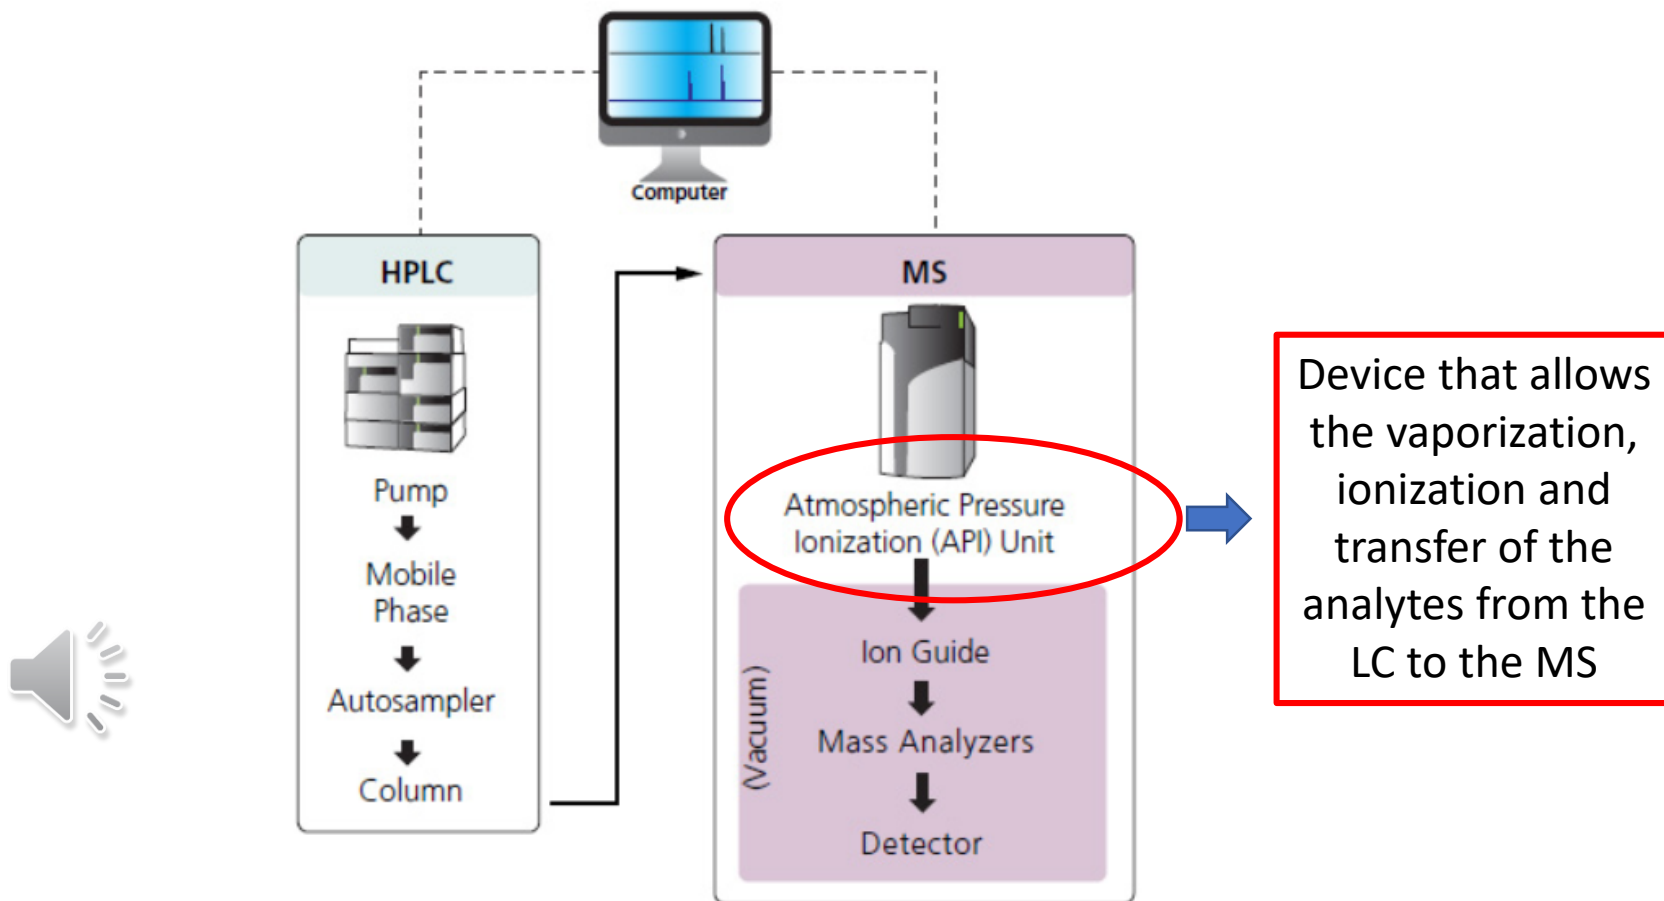 Computer
HPLC
Pump
Mobile
Phase
Autosampler
Column
MS
Atmospheric Pressure
Ionization (API) Unit
(Vacuum)
Ion Guide
Mass Analyzers
Detector
Device that allows
the vaporization,
ionization and
transfer of the
analytes from the
LC to the MS